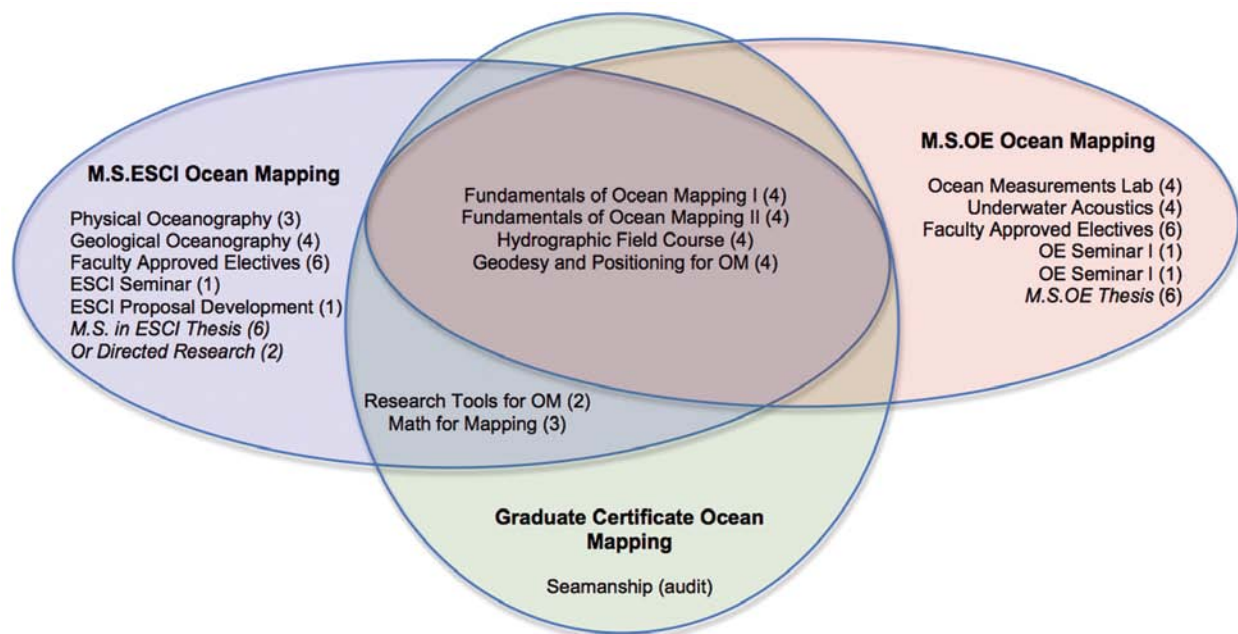 M.S.ESCI Ocean Mapping
Physical Oceanography (3)
Geological Oceanography (4)
Faculty Approved Electives (6)
ESCI Seminar (1)
ESCI Proposal Development (1)
M.S. in ESCI Thesis (6)
Or Directed Research (2)
Fundamentals of Ocean Mapping I (4)
Fundamentals of Ocean Mapping II (4)
Hydrographic Field Course (4)
Geodesy and Positioning for OM (4)
M.S.OE Ocean Mapping
Ocean Measurements Lab (4)
Underwater Acoustics (4)
Faculty Approved Electives (6)
OE Seminar I (1)
OE Seminar I (1)
M.S.OE Thesis (6)
Research Tools for OM (2)
Math for Mapping (3)
Graduate Certificate Ocean
Mapping
Seamanship (audit)